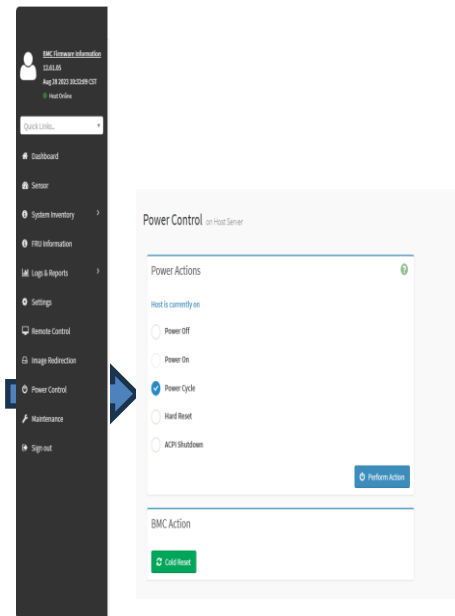 BMC Firmware Information
12.61.05
Aug 28 2023 10:32:09 CST
Host Online
Quick Links...
Dashboard
Sensor
System Inventory
FRU Information
Logs & Reports
Settings
Remote Control
Image Redirection
Power Control
Maintenance
Sign out
Power Control on Host Server
Power Actions
Host is currently on
Power Off
Power On
Power Cycle
Hard Reset
ACPI Shutdown
Perform Action
BMC Action
Cold Reset